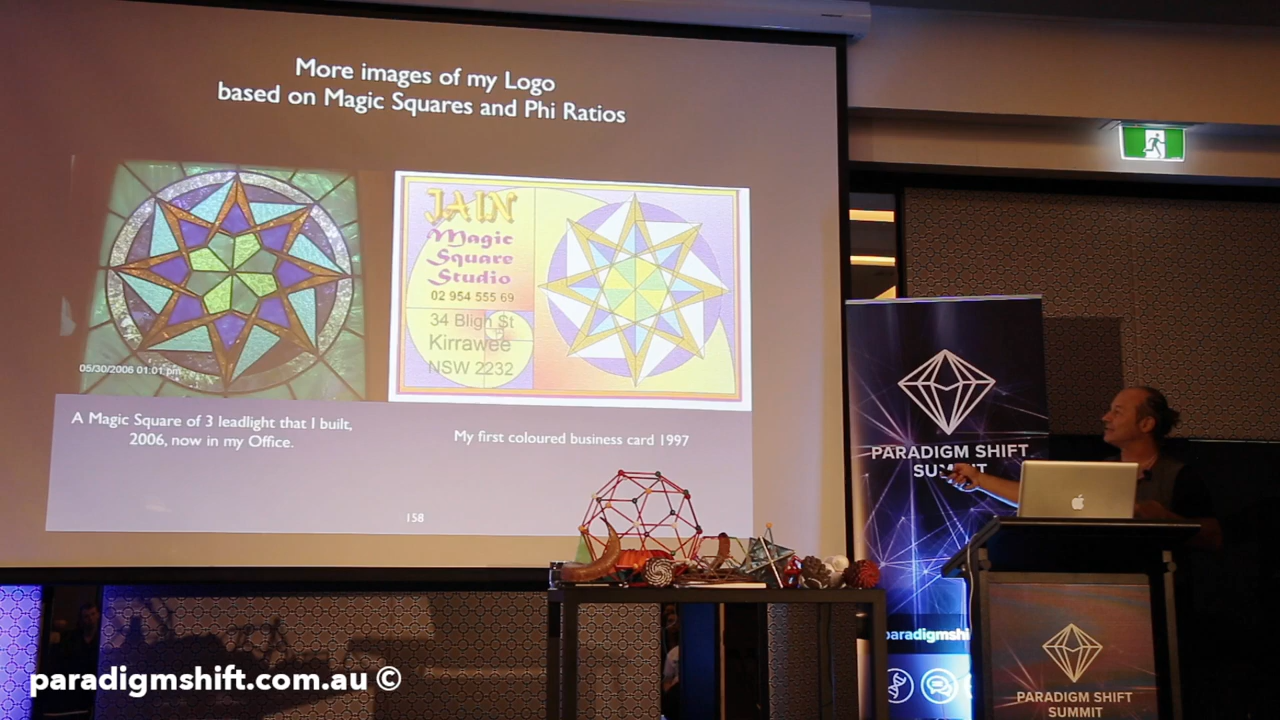 More images of my Logo
based on Magic Squares and Phi Ratios
JAIN
Magic
Square
Studio
02 954 555 69
34 Bligh $t
Kirrawee
NSW 2232
05/30/2006 01:01 pm
A Magic Square of 3 leadlight that I built,
2006, now in my Office.
My first coloured business card 1997
158
PARADIGM SHIFT
SUMMIT
paradigmshi
PARADIGM SHIFT
SUMMIT
paradigmshift.com.au ©